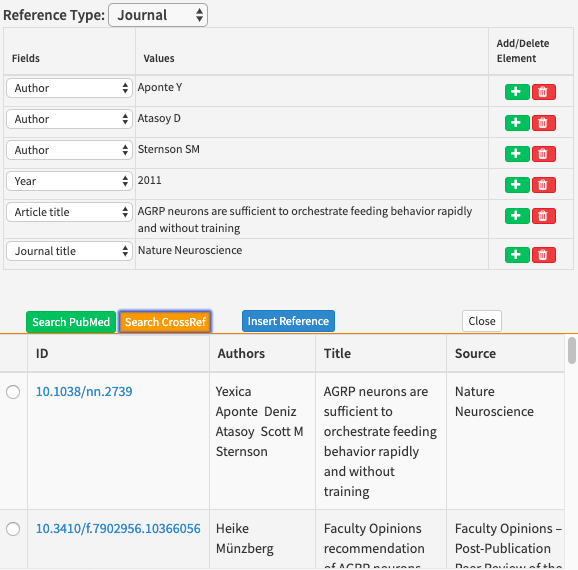 Reference Type: Journal
Fields Values Add/Delete Element
Author Aponte Y
Author Atasoy D
Author Sternson SM
Year 2011
Article title AGRP neurons are sufficient to orchestrate feeding behavior rapidly
and without training
Journal title Nature Neuroscience
Search PubMed Search CrossRef Insert Reference Close
ID Authors Title Source
10.1038/nn.2739 Yexica AGRP neurons are Nature
Aponte Deniz sufficient to Neuroscience
Atasoy Scott M orchestrate feeding
Sternson behavior rapidly
and without
training
10.3410/f.7902956.10366056 Heike Faculty Opinions Faculty Opinions –
Münzberg recommendation Post-Publication
of AGRP neurons Peer Review of the